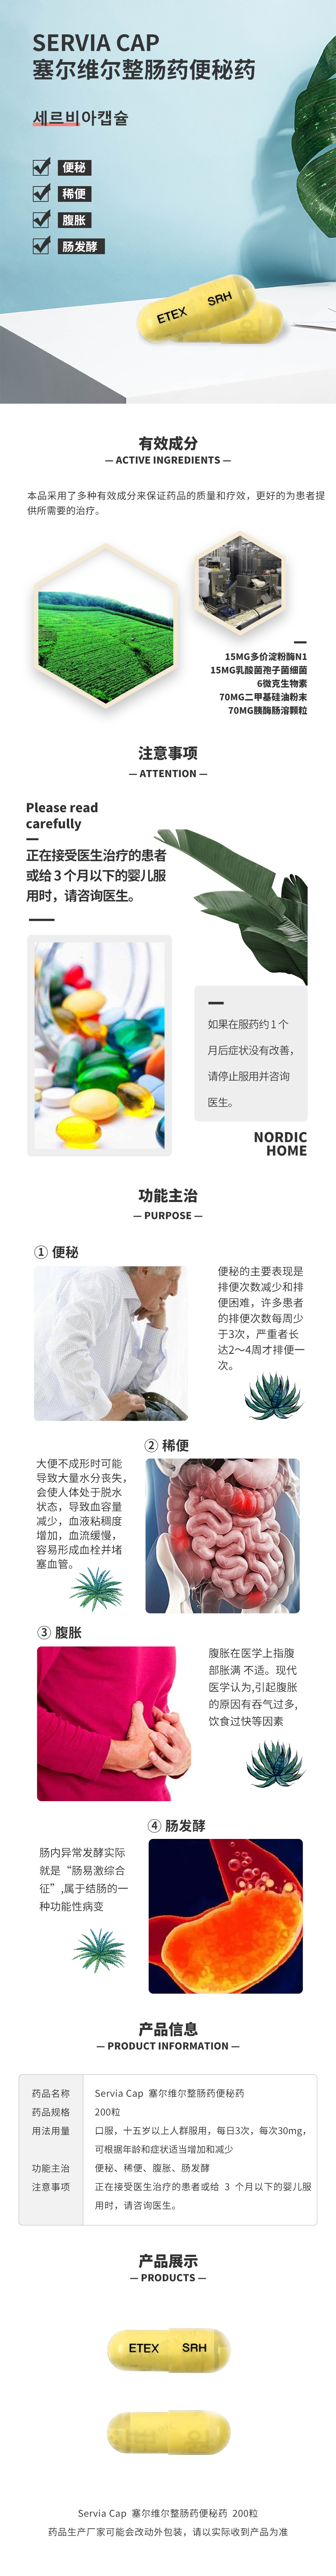 SERVIA CAP
塞尔维尔整肠药便秘药
세르비아캡슐
便秘
稀便
腹胀
肠发酵
ETEX SRH
有效成分
— ACTIVE INGREDIENTS —
本品采用了多种有效成分来保证药品的质量和疗效，更好的为患者提
供所需要的治疗。
15MG多价淀粉酶N1
15MG乳酸菌孢子菌细菌
6微克生物素
70MG二甲基硅油粉末
70MG胰酶肠溶颗粒
注意事项
— ATTENTION —
Please read
carefully
正在接受医生治疗的患者
或给 3 个月以下的婴儿服
用时，请咨询医生。
如果在服药约 1 个
月后症状没有改善，
请停止服用并咨询
医生。
NORDIC
HOME
功能主治
— PURPOSE —
① 便秘
便秘的主要表现是
排便次数减少和排
便困难，许多患者
的排便次数每周少
于3次，严重者长
达2～4周才排便一
次。
② 稀便
大便不成形时可能
导致大量水分丧失，
会使人体处于脱水
状态，导致血容量
减少，血液粘稠度
增加，血流缓慢，
容易形成血栓并堵
塞血管。
③ 腹胀
腹胀在医学上指腹
部胀满 不适。现代
医学认为,引起腹胀
的原因有吞气过多,
饮食过快等因素
④ 肠发酵
肠内异常发酵实际
就是“肠易激综合
征”,属于结肠的一
种功能性病变
产品信息
— PRODUCT INFORMATION —
药品名称 Servia Cap 塞尔维尔整肠药便秘药
药品规格 200粒
用法用量 口服，十五岁以上人群服用，每日3次，每次30mg，
可根据年龄和症状适当增加和减少
功能主治 便秘、稀便、腹胀、肠发酵
注意事项 正在接受医生治疗的患者或给 3 个月以下的婴儿服
用时，请咨询医生。
产品展示
— PRODUCTS —
ETEX SRH
Servia Cap 塞尔维尔整肠药便秘药 200粒
药品生产厂家可能会改动外包装，请以实际收到产品为准